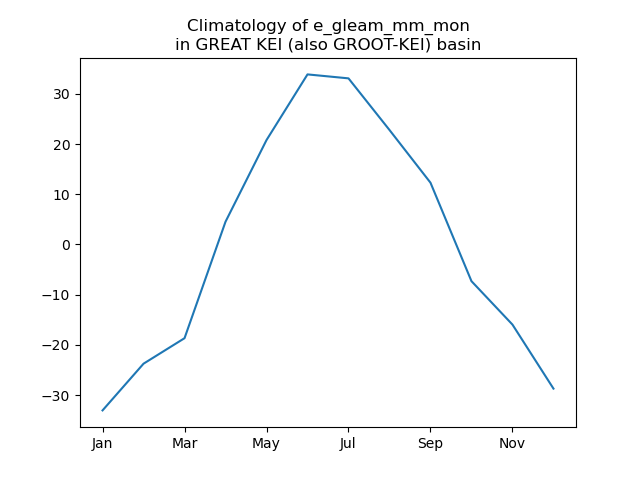 Climatology of e_gleam_mm_mon
in GREAT KEI (also GROOT-KEI) basin
30
20
10
0
−10
−20
−30
Jan Mar May Jul Sep Nov